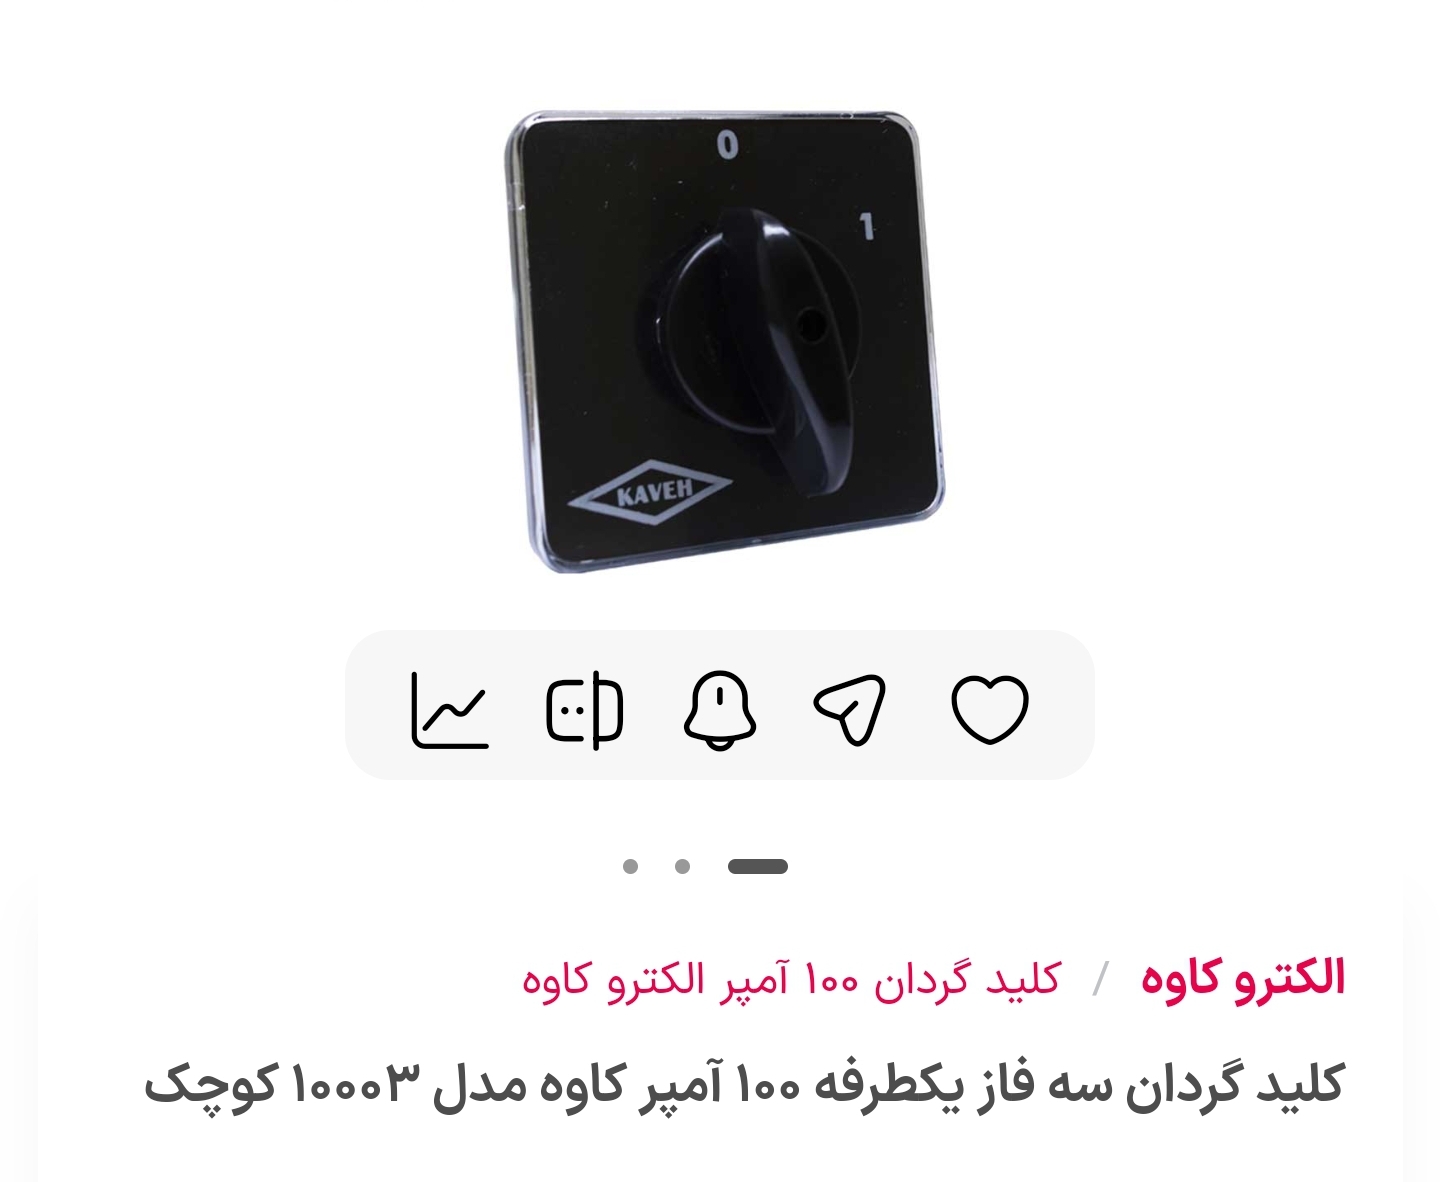 0
1
KAVEH
الکترو کاوه / کلید گردان ۱۰۰ آمپر الکترو کاوه
کلید گردان سه فاز یکطرفه ۱۰۰ آمپر کاوه مدل ۱۰۰۰۳ کوچک